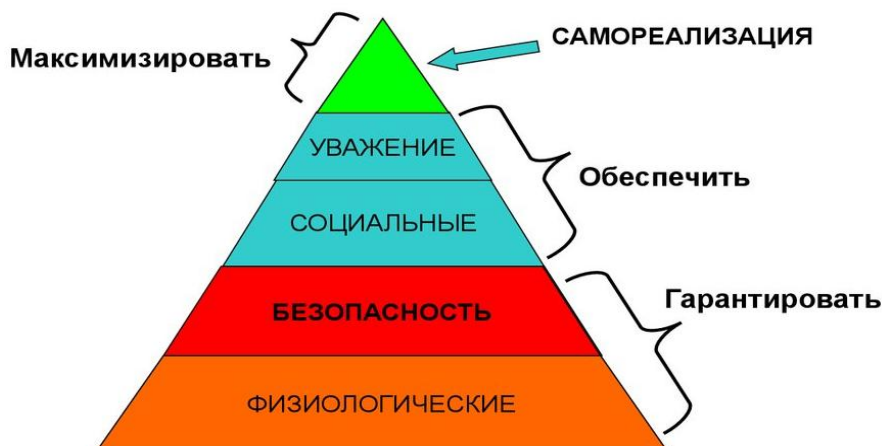 САМОРЕАЛИЗАЦИЯ
Максимизировать
УВАЖЕНИЕ
Обеспечить
СОЦИАЛЬНЫЕ
Гарантировать
БЕЗОПАСНОСТЬ
ФИЗИОЛОГИЧЕСКИЕ